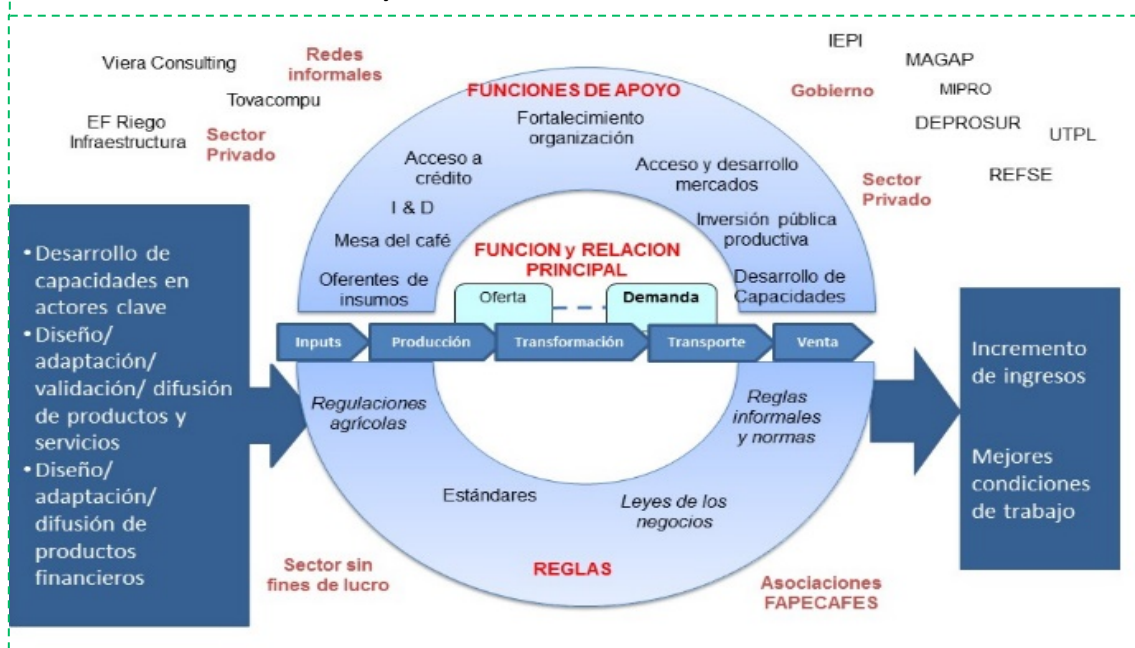 IEPI
Viera Consulting
Redes
informales
MAGAP
Tovacompu
FUNCIONES DE APOYO
Gobierno
MIPRO
EF Riego
Infraestructura
Sector
Privado
Fortalecimiento
organización
DEPROSUR
UTPL
Acceso a
crédito
Acceso y desarrollo
mercados
Sector
Privado
REFSE
I & D
Mesa del café
Inversión pública
productiva
FUNCION y RELACION
PRINCIPAL
Oferentes de
insumos
Desarrollo de
Capacidades
Oferta
Demanda
Inputs
Producción
Transformación
Transporte
Venta
• Desarrollo de
capacidades en
actores clave
• Diseño/
adaptación/
validación/ difusión
de productos y
servicios
• Diseño/
adaptación/
difusión de
productos
financieros
Regulaciones
agrícolas
Reglas
informales
y normas
Estándares
Leyes de los
negocios
REGLAS
Sector sin
fines de lucro
Asociaciones
FAPECAFES
Incremento
de ingresos
Mejores
condiciones
de trabajo